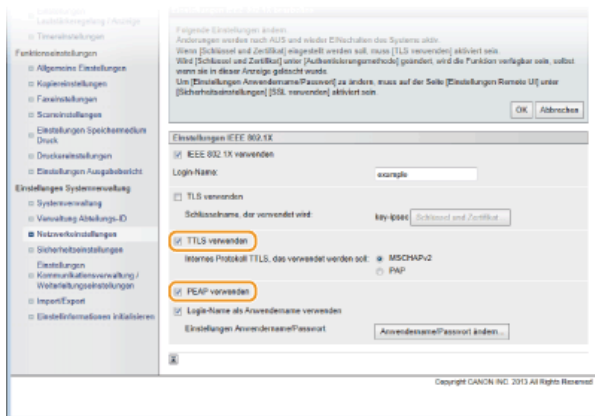 Lautstärkeregelung / Anzeige
Timereinstellungen
Funktionseinstellungen
Allgemeine Einstellungen
Kopiereinstellungen
Faxeinstellungen
Scaneinstellungen
Einstellungen Speichermedium
Druck
Druckereinstellungen
Einstellungen Ausgabebericht
Einstellungen Systemverwaltung
Systemverwaltung
Verwaltung Abteilungs-ID
Netzwerkeinstellungen
Sicherheitseinstellungen
Einstellungen
Kommunikationsverwaltung /
Weiterleitungseinstellungen
Import/Export
Einstellinformationen initialisieren
Folgende Einstellungen ändern.
Änderungen werden nach AUS und wieder EINschalten des Systems aktiv.
Wenn [Schlüssel und Zertifikat] eingestellt werden soll, muss [TLS verwenden] aktiviert sein.
Wird [Schlüssel und Zertifikat] unter [Authentisierungsmethode] geändert, wird die Funktion verfügbar sein, selbst
wenn sie in dieser Anzeige gelöscht wurde.
Um [Einstellungen Anwendername/Passwort] zu ändern, muss auf der Seite [Einstellungen Remote UI] unter
[Sicherheitseinstellungen] [SSL verwenden] aktiviert sein.
OK Abbrechen
Einstellungen IEEE 802.1X
IEEE 802.1X verwenden
Login-Name: example
TLS verwenden
Schlüsselname, der verwendet wird: key-ipsec Schlüssel und Zertifikat...
TTLS verwenden
Internes Protokoll TTLS, das verwendet werden soll: MSCHAPv2
PAP
PEAP verwenden
Login-Name als Anwendername verwenden
Einstellungen Anwendername/Passwort Anwendername/Passwort ändern...
Copyright CANON INC. 2013 All Rights Reserved